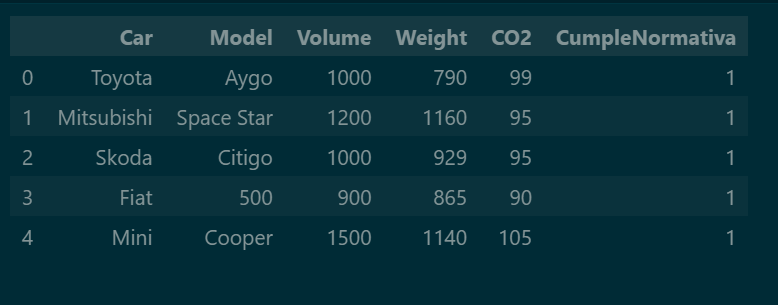 Car Model Volume Weight CO2 CumpleNormativa
0 Toyota Aygo 1000 790 99 1
1 Mitsubishi Space Star 1200 1160 95 1
2 Skoda Citigo 1000 929 95 1
3 Fiat 500 900 865 90 1
4 Mini Cooper 1500 1140 105 1